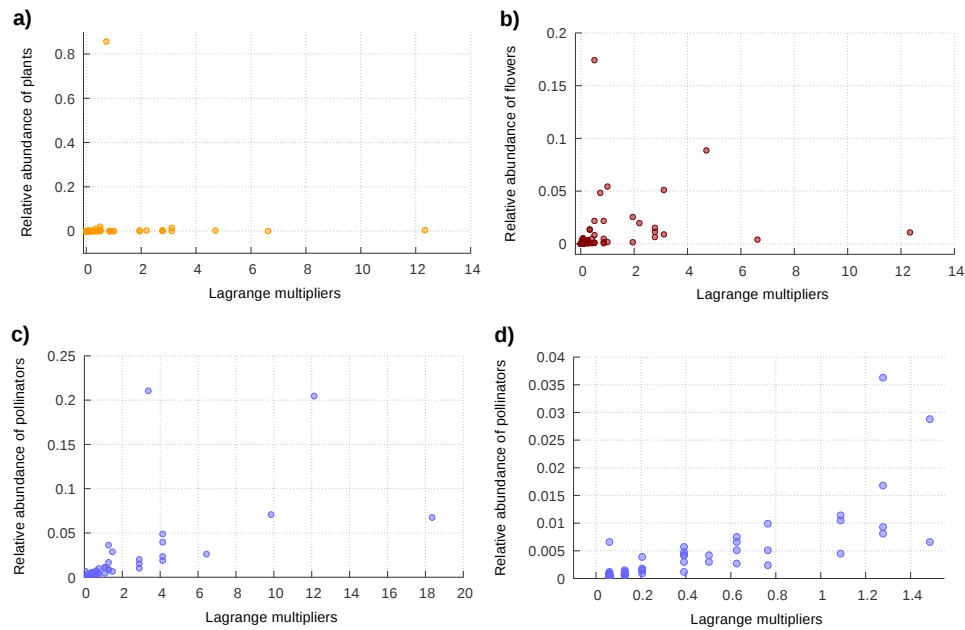 a)
Relative abundance of plants
0.8
0.6
0.4
0.2
0
0 2 4 6 8 10 12 14
Lagrange multipliers
b)
Relative abundance of flowers
0.2
0.15
0.1
0.05
0
0 2 4 6 8 10 12 14
Lagrange multipliers
c)
Relative abundance of pollinators
0.25
0.2
0.15
0.1
0.05
0
0 2 4 6 8 10 12 14 16 18 20
Lagrange multipliers
d)
Relative abundance of pollinators
0.04
0.035
0.03
0.025
0.02
0.015
0.01
0.005
0
0 0.2 0.4 0.6 0.8 1 1.2 1.4
Lagrange multipliers